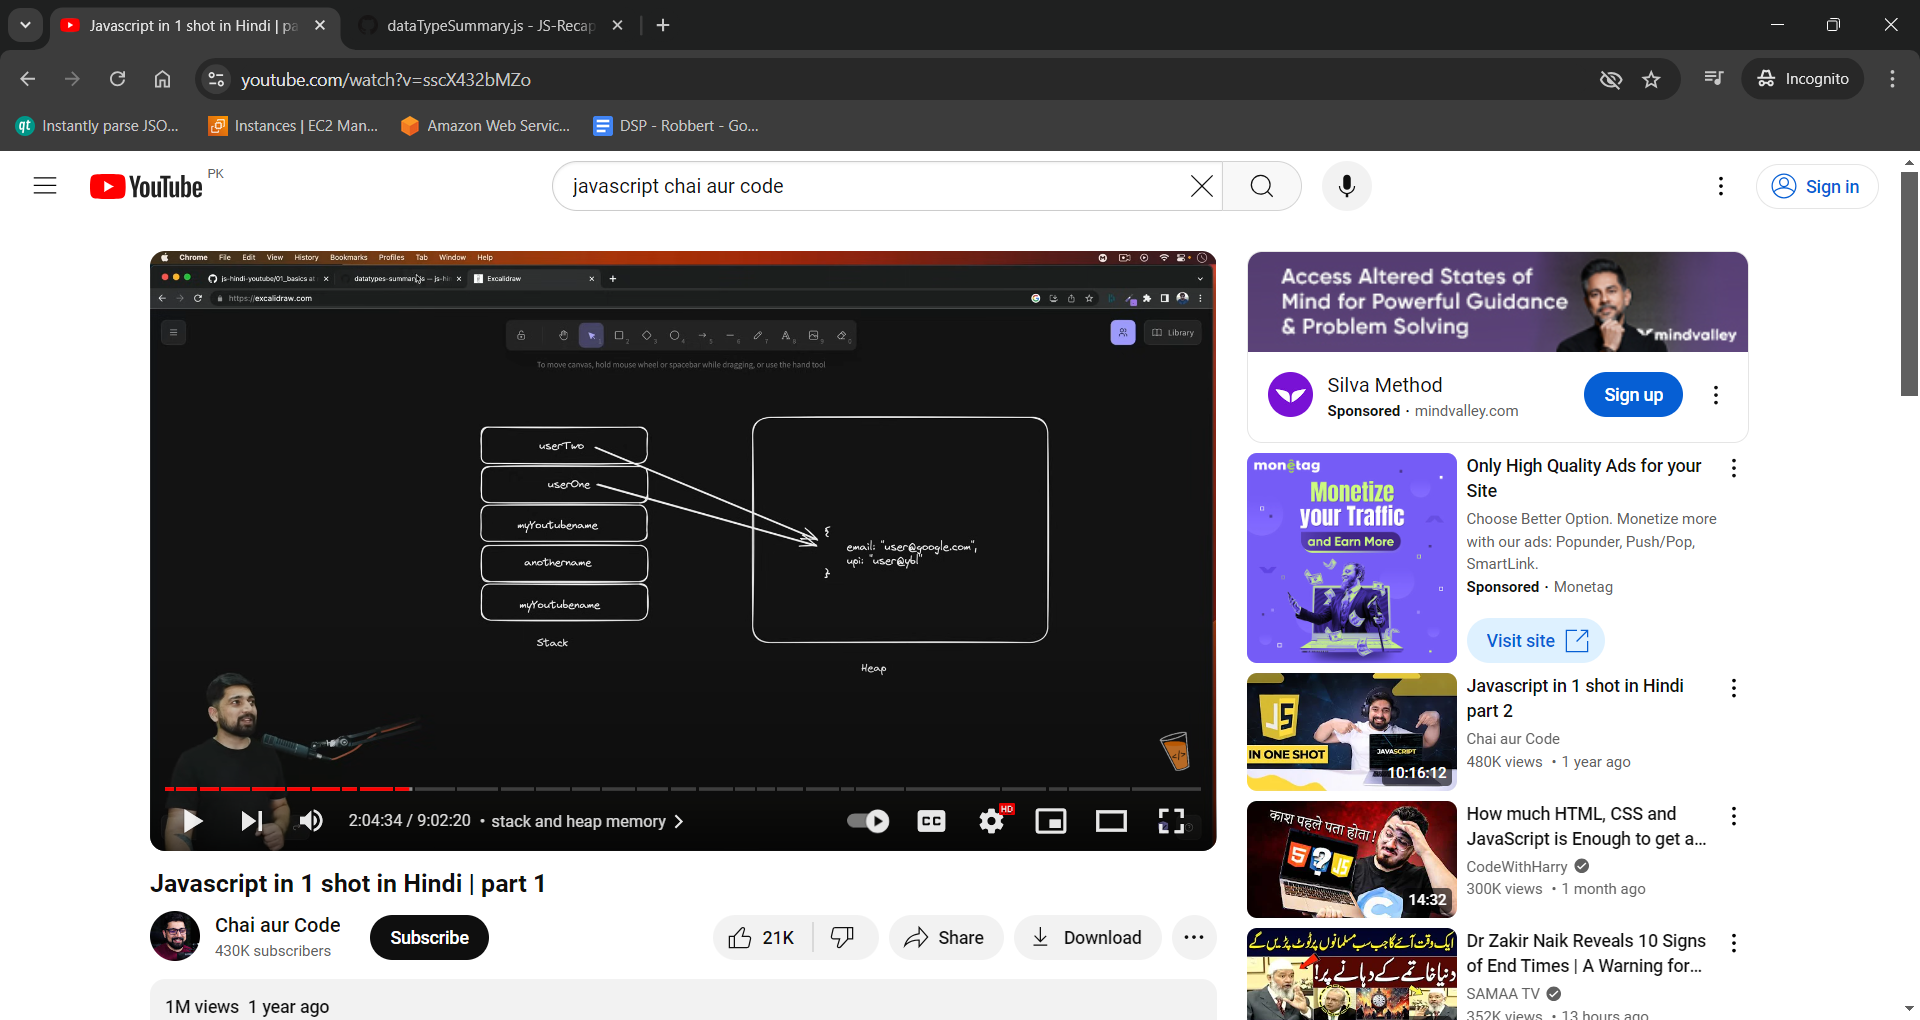 Javascript in 1 shot in Hindi | pa
dataTypeSummary.js - JS-Recap
youtube.com/watch?v=sscX432bMZo
Incognito
Instantly parse JSO...
Instances | EC2 Man...
Amazon Web Servic...
DSP - Robbert - Go...
YouTube PK
javascript chai aur code
Sign in
Chrome File Edit View History Bookmarks Profiles Tab Window Help
js-hindi-youtube/01_basics at
datatypes-summary.js — js-hi
Excalidraw
https://excalidraw.com
Library
To move canvas, hold mouse wheel or spacebar while dragging, or use the hand tool
userTwo
userOne
myYoutubename
anothername
myYoutubename
Stack
{
email: "user@google.com",
upi: "user@ybl"
}
Heap
2:04:34 / 9:02:20 • stack and heap memory
CC
HD
Javascript in 1 shot in Hindi | part 1
Chai aur Code
430K subscribers
Subscribe
21K
Share
Download
1M views 1 year ago
Access Altered States of
Mind for Powerful Guidance
& Problem Solving
mindvalley
Silva Method
Sponsored · mindvalley.com
Sign up
monetag
Monetize
your Traffic
and Earn More
Only High Quality Ads for your
Site
Choose Better Option. Monetize more
with our ads: Popunder, Push/Pop,
SmartLink.
Sponsored · Monetag
Visit site
JS
IN ONE SHOT
JAVASCRIPT
10:16:12
Javascript in 1 shot in Hindi
part 2
Chai aur Code
480K views • 1 year ago
काश पहले पता होता!
5 ? JS
C
14:32
How much HTML, CSS and
JavaScript is Enough to get a...
CodeWithHarry
300K views • 1 month ago
ایک وقت آئے گا جب سب مسلمانوں پر ٹوٹ پڑیں گے
دنیا خاتمے کے دہانے پر!
Dr Zakir Naik Reveals 10 Signs
of End Times | A Warning for...
SAMAA TV
352K views • 13 hours ago